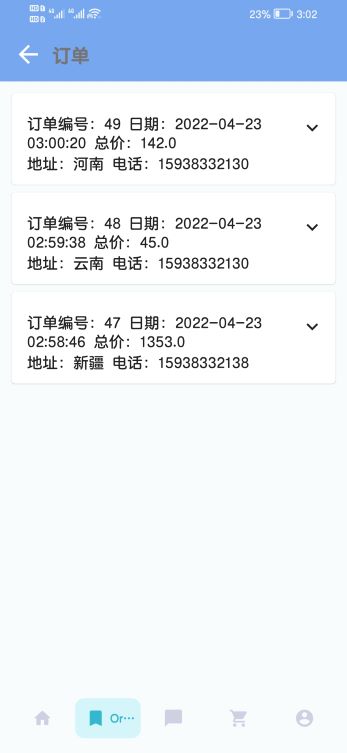 23% 3:02
订单
订单编号：49 日期：2022-04-23
03:00:20 总价：142.0
地址：河南 电话：15938332130
订单编号：48 日期：2022-04-23
02:59:38 总价：45.0
地址：云南 电话：15938332130
订单编号：47 日期：2022-04-23
02:58:46 总价：1353.0
地址：新疆 电话：15938332138
Or…